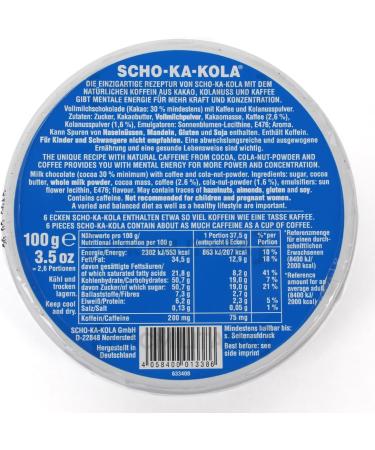 SCHO-KA-KOLA®
DIE EINZIGARTIGE REZEPTUR VON SCHO-KA-KOLA MIT DEM
NATÜRLICHEN KOFFEIN AUS KAKAO, KOLANUSS UND KAFFEE
GIBT MENTALE ENERGIE FÜR MEHR KRAFT UND KONZENTRATION.
Vollmilchschokolade (Kakao: 30 % mindestens) mit Kaffee und
Kolanusspulver. Zutaten: Zucker, Kakaobutter, Vollmilchpulver, Kakaomasse, Kaffee (2,6 %),
Kolanusspulver (1,6 %), Emulgatoren: Sonnenblumen-Lecithine, E476; Aroma.
Kann Spuren von Haselnüssen, Mandeln, Gluten und Soja enthalten. Enthält Koffein.
Für Kinder und Schwangere nicht empfohlen. Eine abwechslungsreiche und ausgewogene
Ernährung und eine gesunde Lebensweise sind wichtig.
THE UNIQUE RECIPE WITH NATURAL CAFFEINE FROM COCOA, COLA-NUT-POWDER AND
COFFEE PROVIDES YOU WITH MENTAL ENERGY FOR MORE POWER AND CONCENTRATION.
Milk chocolate (cocoa 30 % minimum) with coffee and cola-nut-powder. Ingredients: sugar, cocoa
butter, whole milk powder, cocoa mass, coffee (2.6 %), cola-nut-powder (1.6 %), emulsifiers:
sunflower lecithin, E476; flavour. May contain traces of hazelnuts, almonds, gluten and soy.
Contains caffeine. Not recommended for children and pregnant women.
A varied and balanced diet as well as a healthy lifestyle is important.
6 ECKEN SCHO-KA-KOLA ENTHALTEN ETWA SO VIEL KOFFEIN WIE EINE TASSE KAFFEE.
6 PIECES SCHO-KA-KOLA CONTAIN ABOUT AS MUCH CAFFEINE AS A CUP OF COFFEE.
100 g e
3.5 oz
= 2,6 Portionen
Kühl und
trocken
lagern.
Keep cool
and dry.
Nährwerte pro 100 g/ 1 Portion 37,5 g %*per
Nutritional information per 100 g (entspricht 6 Ecken) Portion
Energie/Energy: 2302 kJ/553 kcal 863 kJ/207 kcal 10 %
Fett/Fat: 34,5 g 12,9 g 18 %
davon gesättigte Fettsäuren/
of which saturated fatty acids 21,8 g 8,2 g 41 %
Kohlenhydrate/Carbohydrates: 50,7 g 19,0 g 7 %
davon Zucker/of which sugar: 50,7 g 19,0 g 21 %
Ballaststoffe/Fibres: 7,3 g 2,7 g
Eiweiß/Protein: 6,2 g 2,3 g 5 %
Salz/Salt: 0,13 g 0,05 g 1 %
Koffein/Caffeine 200 mg 75 mg
*Referenzmenge
für einen durchschnittlichen
Erwachsenen
(8400 kJ/
2000 kcal)
*Reference
amount for an
average adult
(8400 kJ/
2000 kcal)
SCHO-KA-KOLA GmbH
D-22848 Norderstedt
Hergestellt in
Deutschland
4 058400 013386
633408
Mindestens haltbar bis:
s. Seitenaufdruck
Best before: see
side imprint